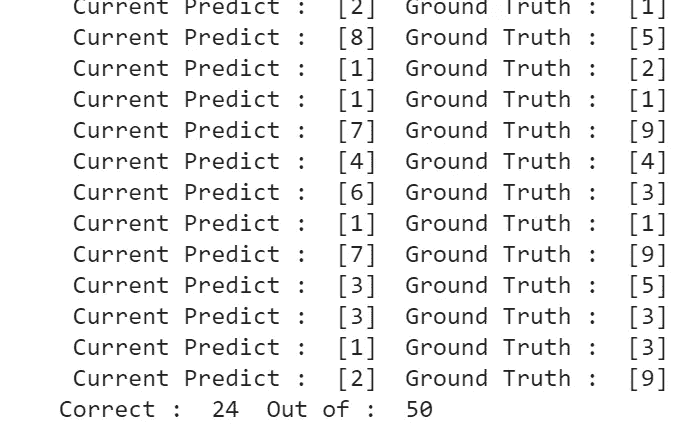 Current Predict :  [2]  Ground Truth :  [1]
Current Predict :  [8]  Ground Truth :  [5]
Current Predict :  [1]  Ground Truth :  [2]
Current Predict :  [1]  Ground Truth :  [1]
Current Predict :  [7]  Ground Truth :  [9]
Current Predict :  [4]  Ground Truth :  [4]
Current Predict :  [6]  Ground Truth :  [3]
Current Predict :  [1]  Ground Truth :  [1]
Current Predict :  [7]  Ground Truth :  [9]
Current Predict :  [3]  Ground Truth :  [5]
Current Predict :  [3]  Ground Truth :  [3]
Current Predict :  [1]  Ground Truth :  [3]
Current Predict :  [2]  Ground Truth :  [9]
Correct :  24  Out of :  50